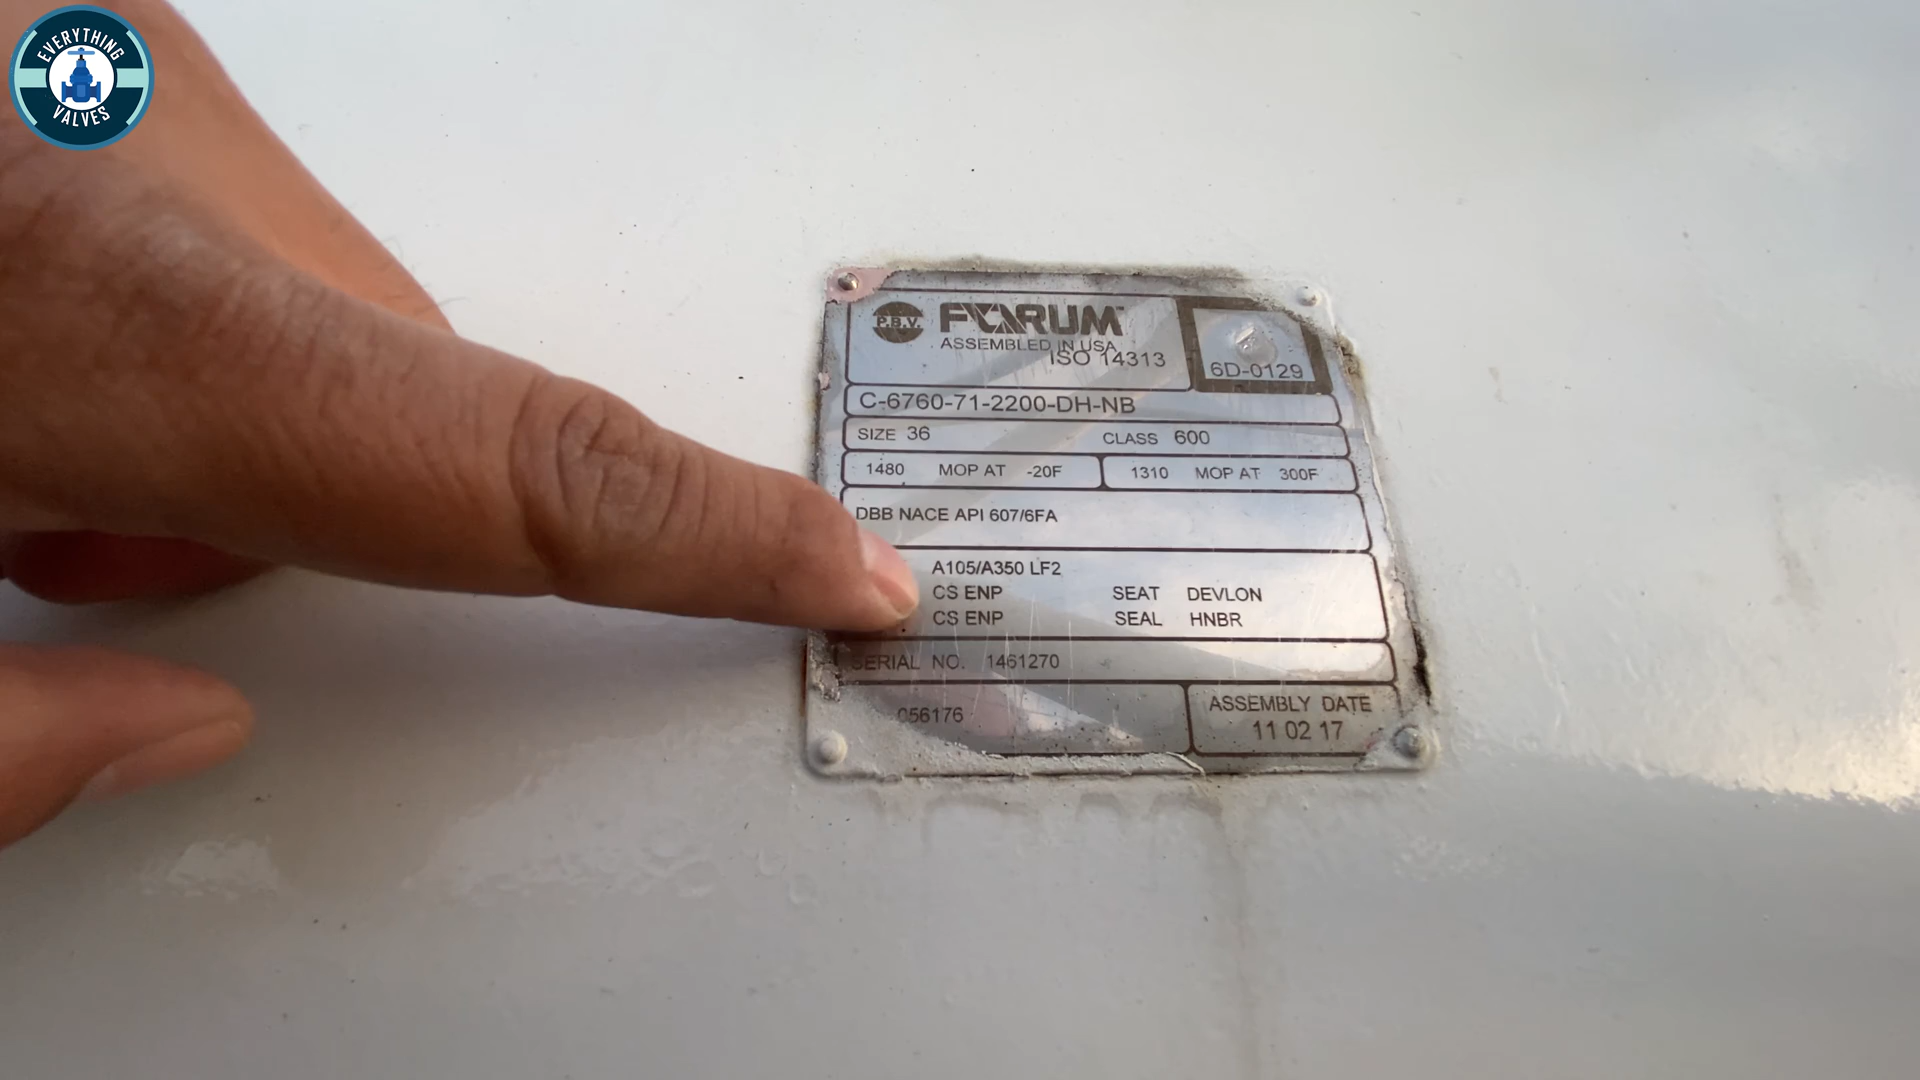 EVERYTHING
VALVES
P.B.V. FORUM
ASSEMBLED IN USA
ISO 14313
6D-0129
C-6760-71-2200-DH-NB
SIZE 36 CLASS 600
1480 MOP AT -20F 1310 MOP AT 300F
DBB NACE API 607/6FA
A105/A350 LF2
CS ENP SEAT DEVLON
CS ENP SEAL HNBR
SERIAL NO. 1461270
056176
ASSEMBLY DATE
11 02 17